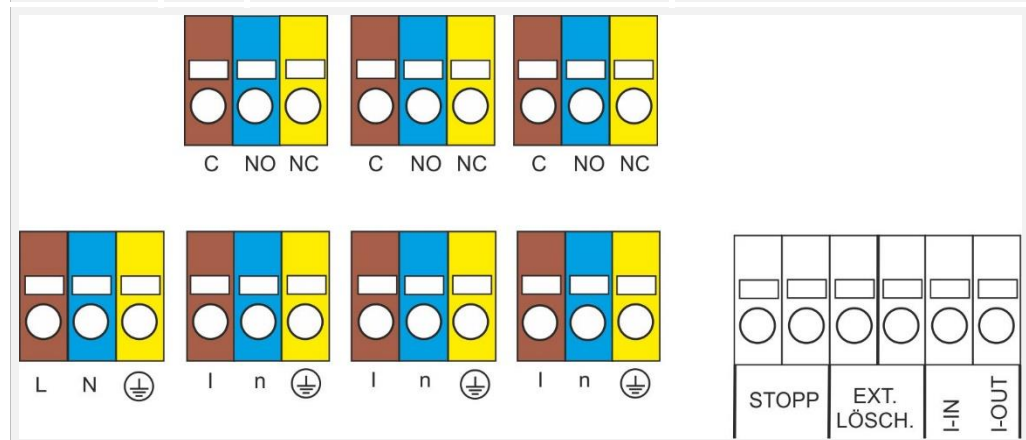 C NO NC C NO NC C NO NC
L N l n l n l n
STOPP
EXT.
LÖSCH.
I-IN
I-OUT